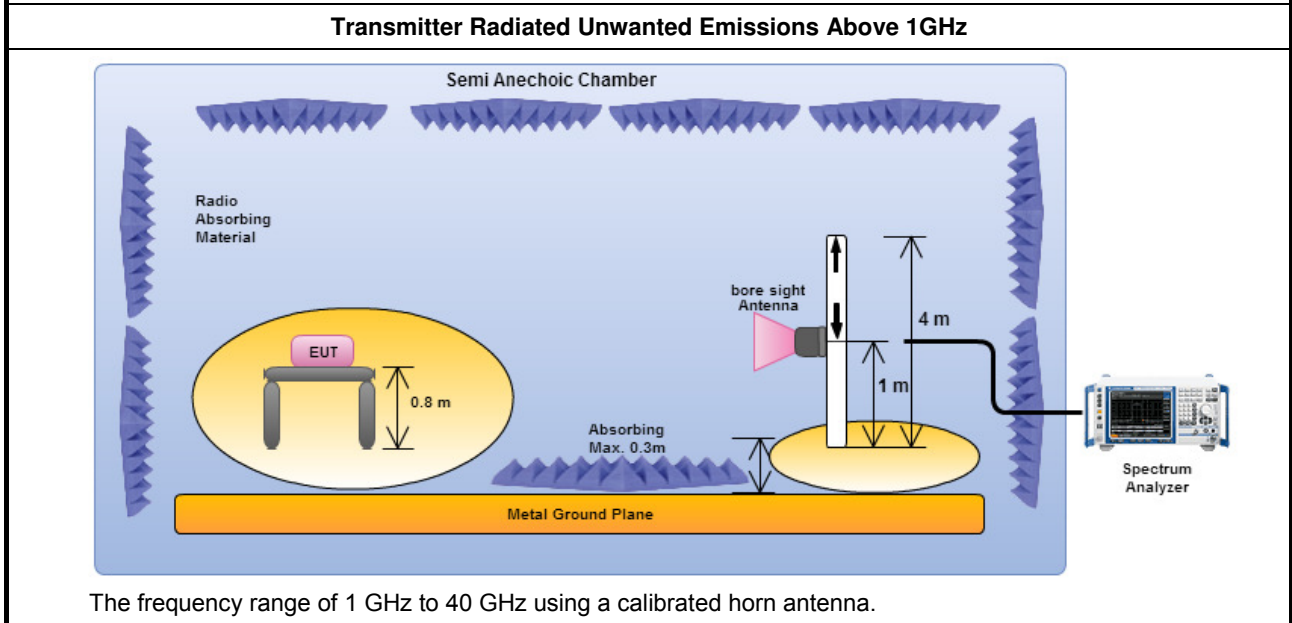 Transmitter Radiated Unwanted Emissions Above 1GHz
Semi Anechoic Chamber
Radio
Absorbing
Material
bore sight
Antenna
4 m
EUT
1 m
0.8 m
Absorbing
Max. 0.3m
Spectrum
Analyzer
Metal Ground Plane
The frequency range of 1 GHz to 40 GHz using a calibrated horn antenna.